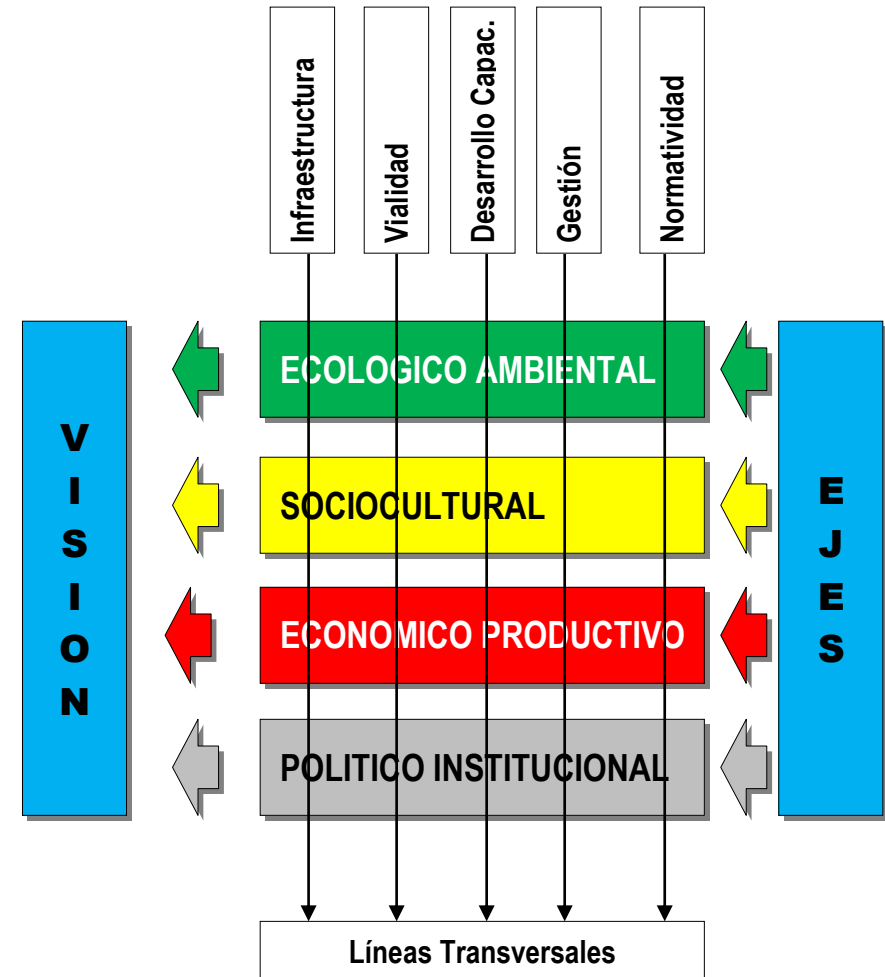 Infraestructura
Vialidad
Desarrollo Capac.
Gestión
Normatividad
VISION
ECOLOGICO AMBIENTAL
SOCIOCULTURAL
ECONOMICO PRODUCTIVO
POLITICO INSTITUCIONAL
EJES
Líneas Transversales